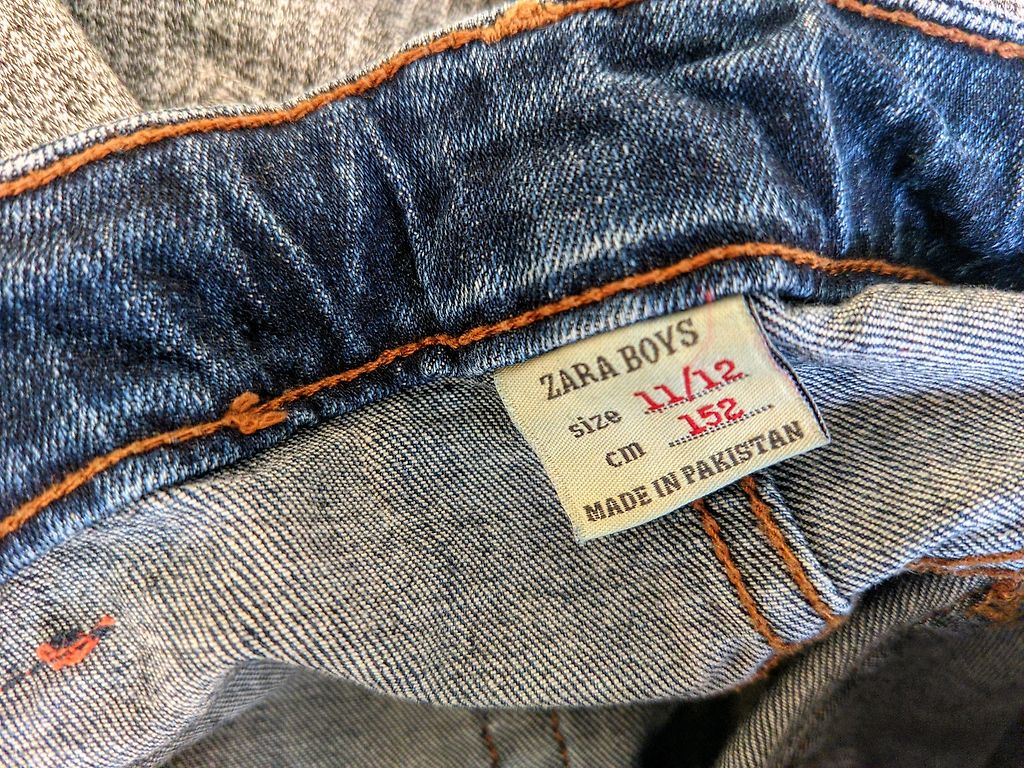 ZARA BOYS
size 11/12
cm 152
MADE IN PAKISTAN